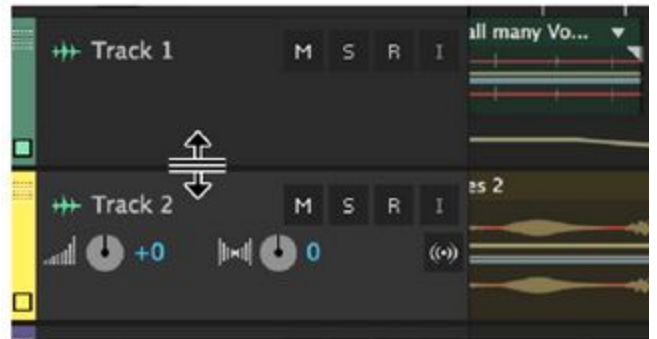 Track 1 M S R I
all many Vo...
Track 2 M S R I
es 2
+0 0